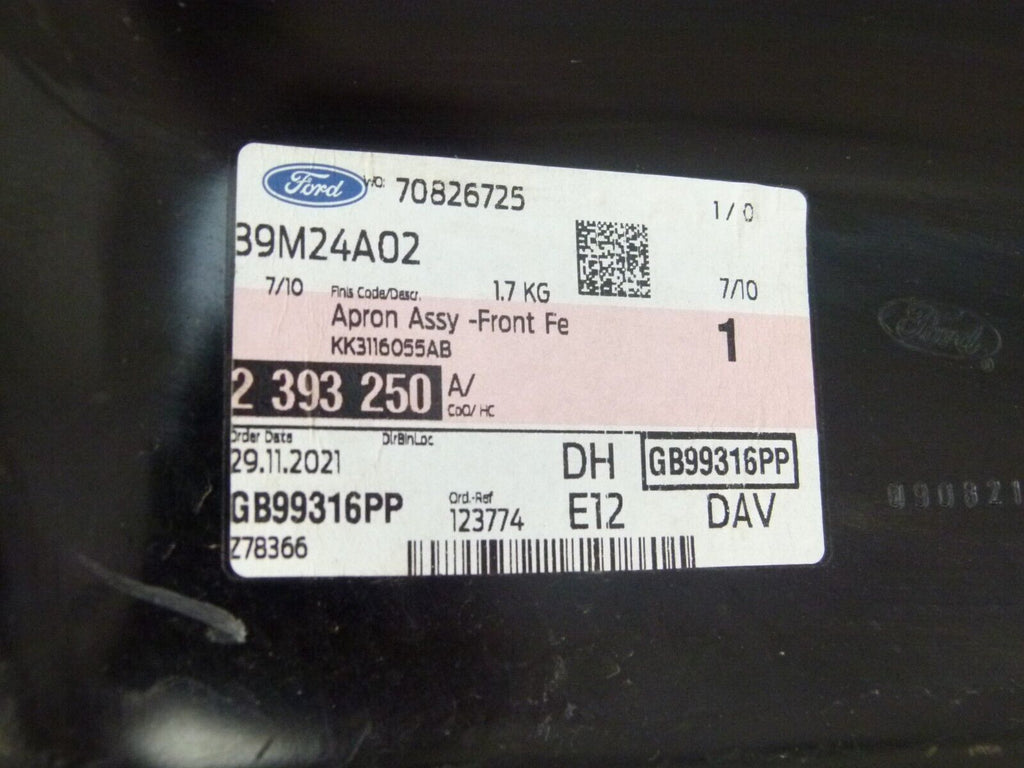 Ford 70826725
1/0
39M24A02
7/10 Finis Code/Descr. 1.7 KG 7/10
Apron Assy -Front Fe
1
KK3116055AB
2 393 250 A/
CoO/ HC
Order Date DlrBinLoc
29.11.2021
DH GB99316PP
GB99316PP
Ord.-Ref
123774
E12 DAV
Z78366
Ford
090821